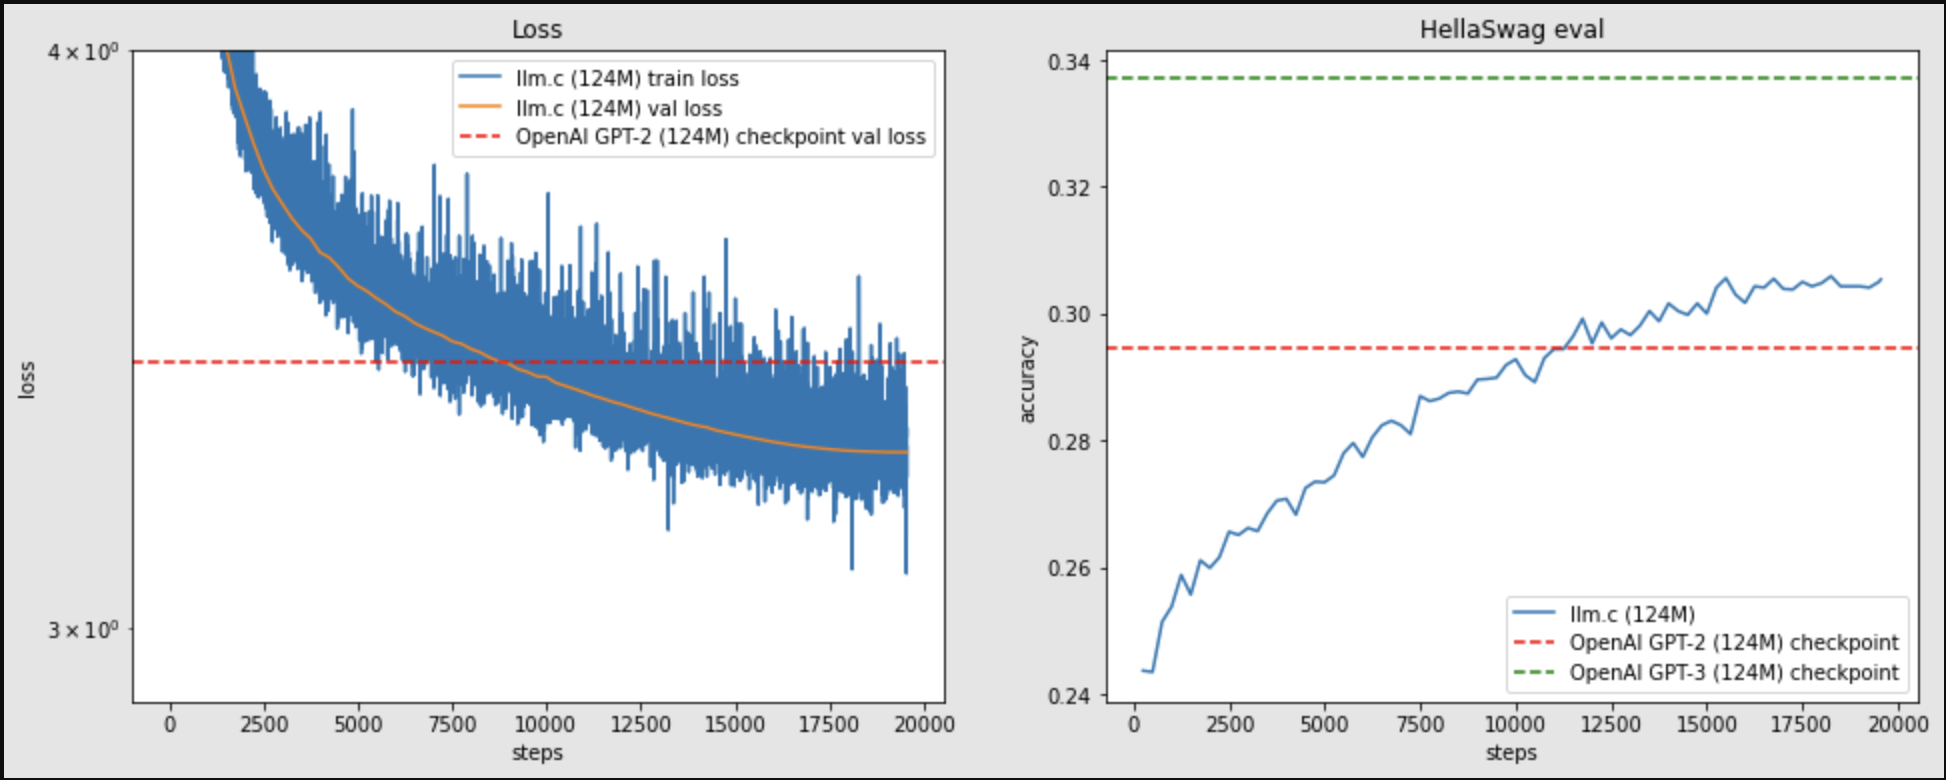 Loss
4 × 10⁰
3 × 10⁰
loss
llm.c (124M) train loss
llm.c (124M) val loss
OpenAI GPT-2 (124M) checkpoint val loss
0 2500 5000 7500 10000 12500 15000 17500 20000
steps
HellaSwag eval
0.34
0.32
0.30
0.28
0.26
0.24
accuracy
llm.c (124M)
OpenAI GPT-2 (124M) checkpoint
OpenAI GPT-3 (124M) checkpoint
0 2500 5000 7500 10000 12500 15000 17500 20000
steps